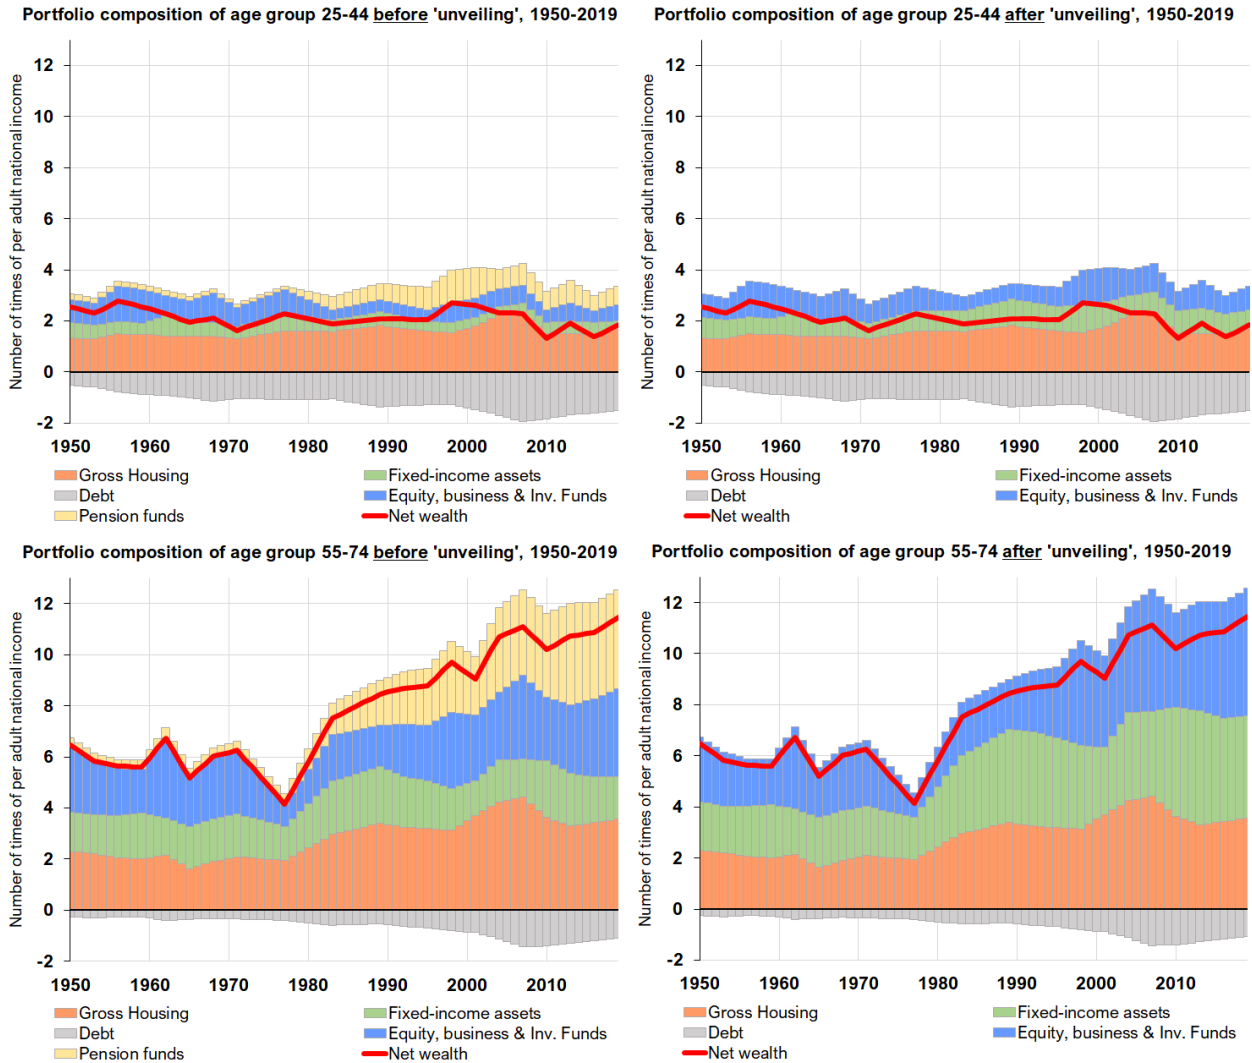 Portfolio composition of age group 25-44 before 'unveiling', 1950-2019
Number of times of per adult national income
12
10
8
6
4
2
0
-2
1950 1960 1970 1980 1990 2000 2010
Gross Housing
Fixed-income assets
Debt
Equity, business & Inv. Funds
Pension funds
Net wealth
Portfolio composition of age group 25-44 after 'unveiling', 1950-2019
Number of times of per adult national income
12
10
8
6
4
2
0
-2
1950 1960 1970 1980 1990 2000 2010
Gross Housing
Fixed-income assets
Debt
Equity, business & Inv. Funds
Net wealth
Portfolio composition of age group 55-74 before 'unveiling', 1950-2019
Number of times of per adult national income
12
10
8
6
4
2
0
-2
1950 1960 1970 1980 1990 2000 2010
Gross Housing
Fixed-income assets
Debt
Equity, business & Inv. Funds
Pension funds
Net wealth
Portfolio composition of age group 55-74 after 'unveiling', 1950-2019
Number of times of per adult national income
12
10
8
6
4
2
0
-2
1950 1960 1970 1980 1990 2000 2010
Gross Housing
Fixed-income assets
Debt
Equity, business & Inv. Funds
Net wealth